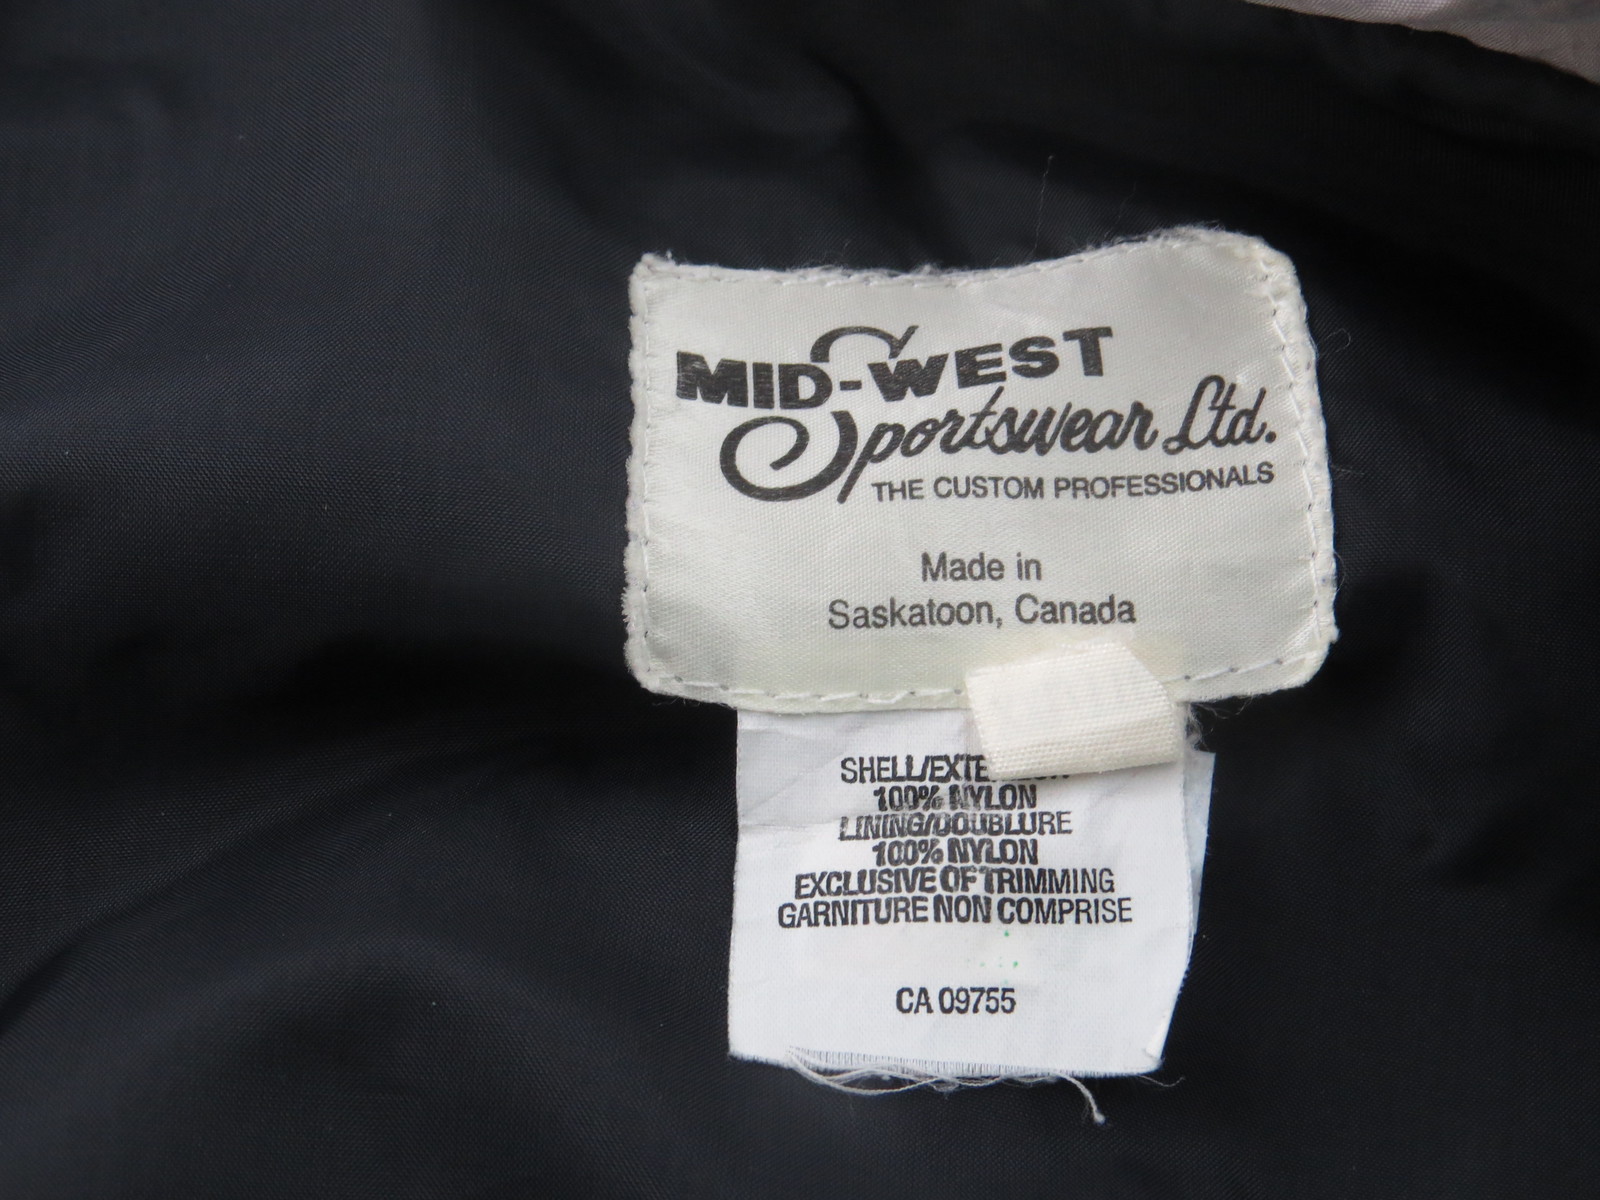 MID-WEST
Sportswear Ltd.
THE CUSTOM PROFESSIONALS
Made in
Saskatoon, Canada
100% NYLON
LINING/DOUBLURE
100% NYLON
EXCLUSIVE OF TRIMMING
GARNITURE NON COMPRISE
CA 09755